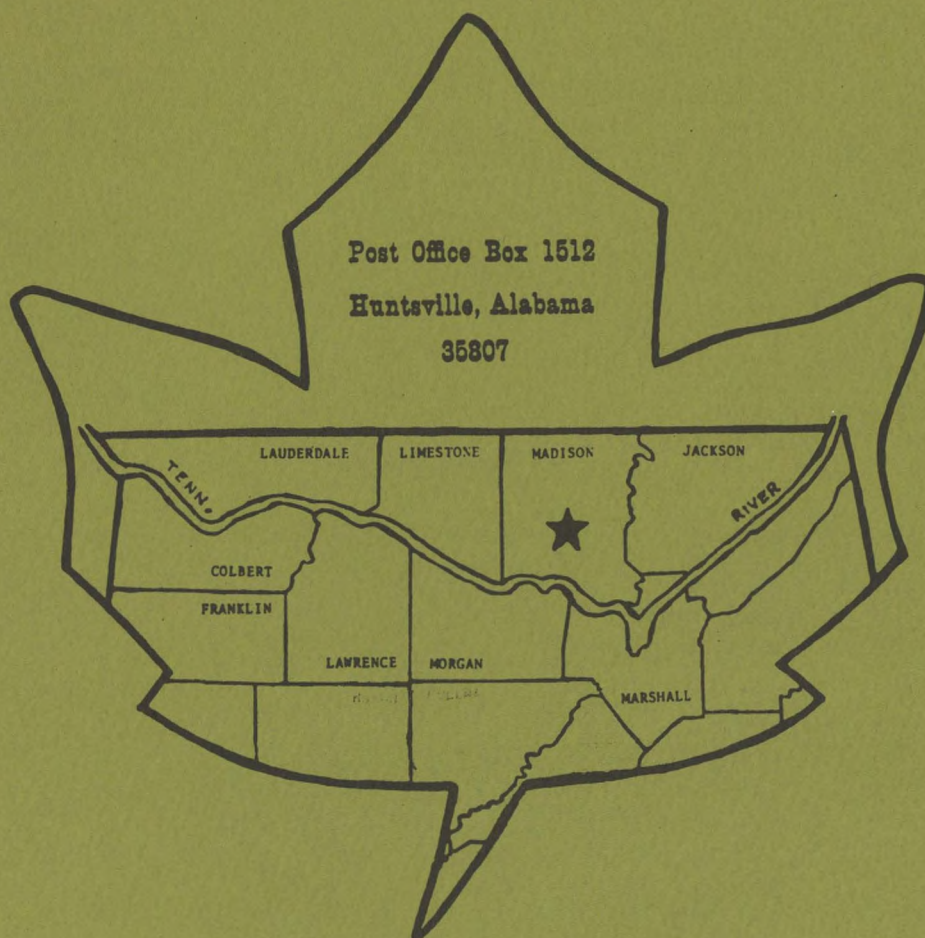 Post Office Box 1512
Huntsville, Alabama
35807
LAUDERDALE LIMESTONE MADISON JACKSON
TENN.
RIVER
COLBERT
FRANKLIN
LAWRENCE MORGAN
MARSHALL